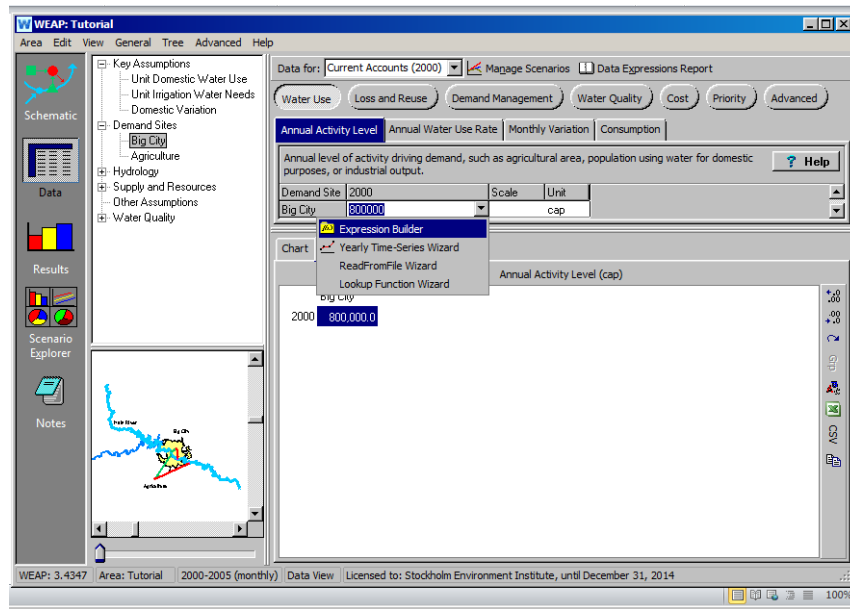 WEAP: Tutorial
Area Edit View General Tree Advanced Help
Schematic
Data
Results
Scenario
Explorer
Notes
Key Assumptions
Unit Domestic Water Use
Unit Irrigation Water Needs
Domestic Variation
Demand Sites
Big City
Agriculture
Hydrology
Supply and Resources
Other Assumptions
Water Quality
Big City
Agriculture
Data for: Current Accounts (2000) Manage Scenarios Data Expressions Report
Water Use Loss and Reuse Demand Management Water Quality Cost Priority Advanced
Annual Activity Level Annual Water Use Rate Monthly Variation Consumption
Annual level of activity driving demand, such as agricultural area, population using water for domestic
purposes, or industrial output.
? Help
Demand Site 2000 Scale Unit
Big City 800000 cap
Expression Builder
Yearly Time-Series Wizard
ReadFromFile Wizard
Lookup Function Wizard
Chart
Annual Activity Level (cap)
Big City
2000 800,000.0
CSV
WEAP: 3.4347 Area: Tutorial 2000-2005 (monthly) Data View Licensed to: Stockholm Environment Institute, until December 31, 2014
100%